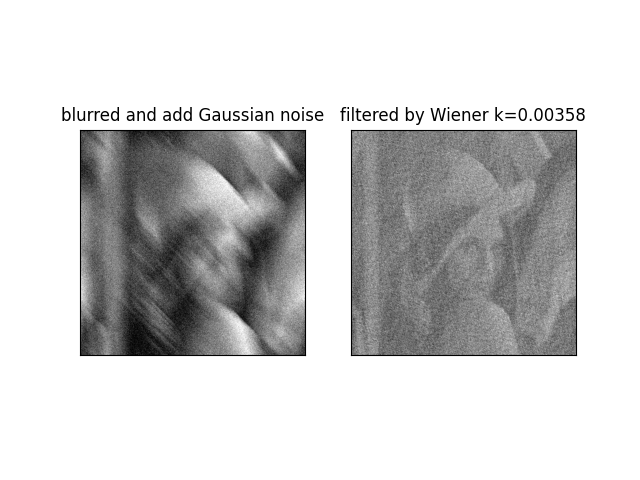 blurred and add Gaussian noise
filtered by Wiener k=0.00358